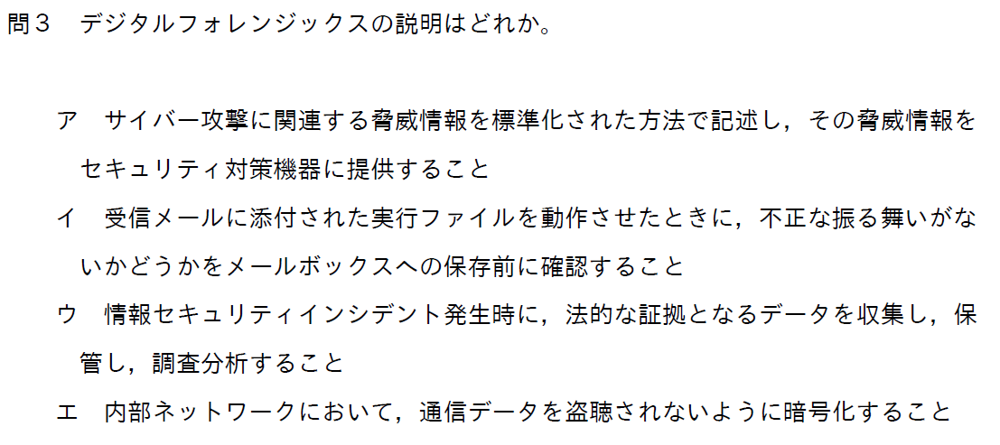 問３　デジタルフォレンジックスの説明はどれか。
ア　サイバー攻撃に関連する脅威情報を標準化された方法で記述し，その脅威情報を
セキュリティ対策機器に提供すること
イ　受信メールに添付された実行ファイルを動作させたときに，不正な振る舞いがな
いかどうかをメールボックスへの保存前に確認すること
ウ　情報セキュリティインシデント発生時に，法的な証拠となるデータを収集し，保
管し，調査分析すること
エ　内部ネットワークにおいて，通信データを盗聴されないように暗号化すること